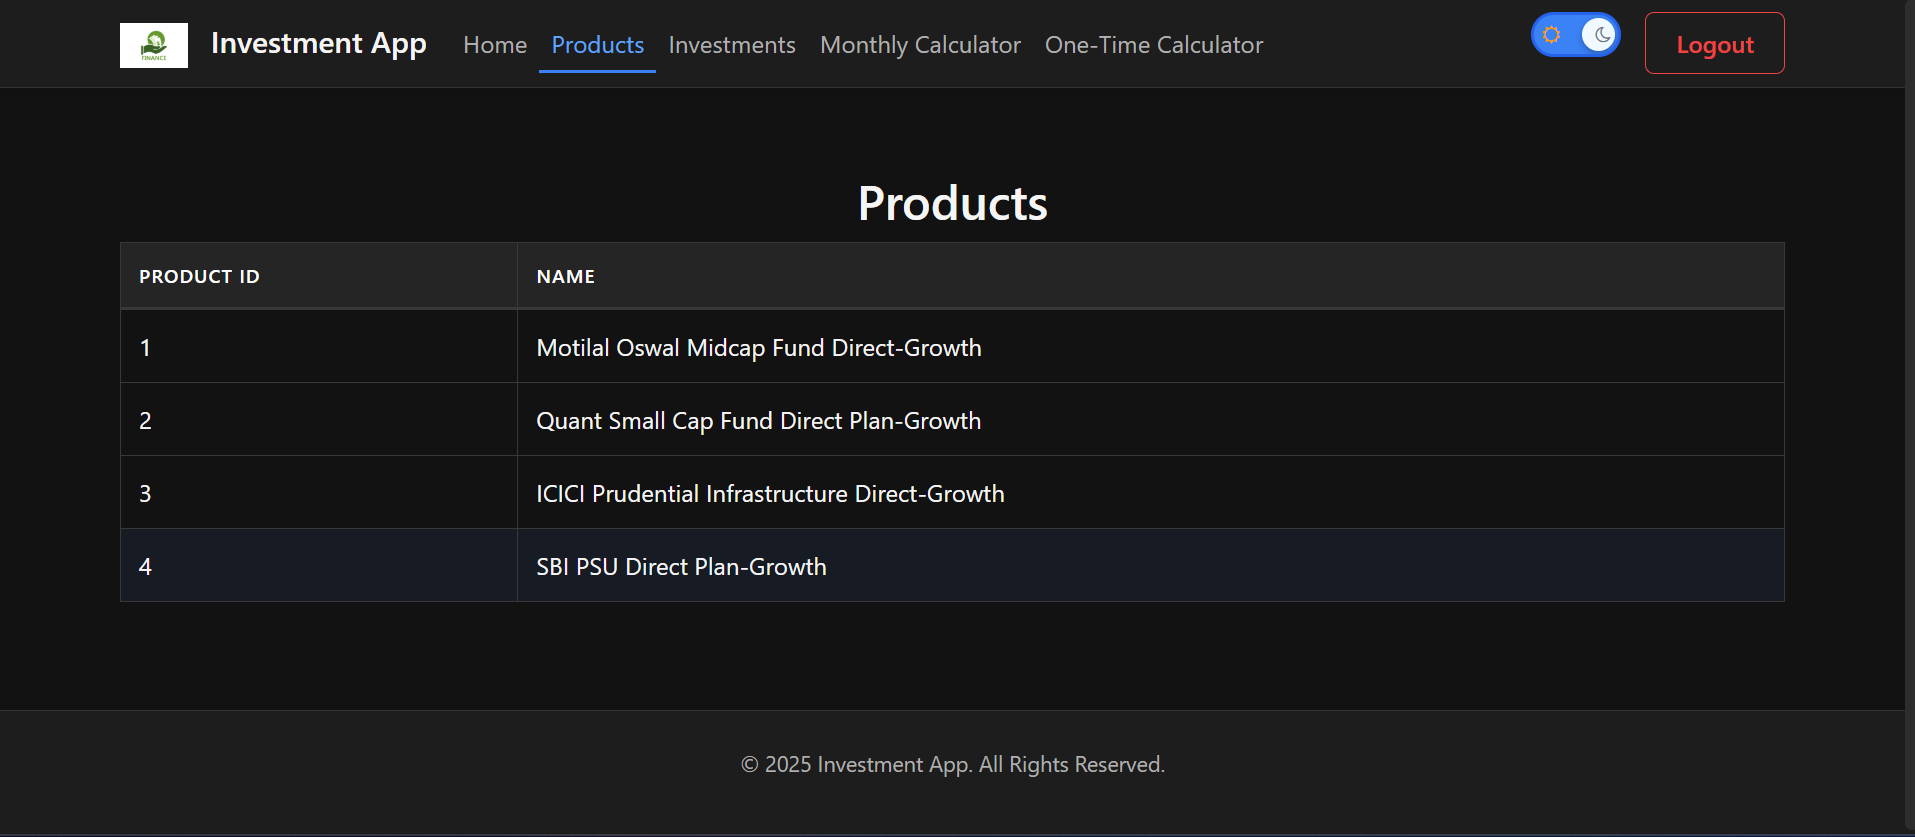 FINANCE
Investment App
Home
Products
Investments
Monthly Calculator
One-Time Calculator
Logout
Products
PRODUCT ID NAME
1 Motilal Oswal Midcap Fund Direct-Growth
2 Quant Small Cap Fund Direct Plan-Growth
3 ICICI Prudential Infrastructure Direct-Growth
4 SBI PSU Direct Plan-Growth
© 2025 Investment App. All Rights Reserved.